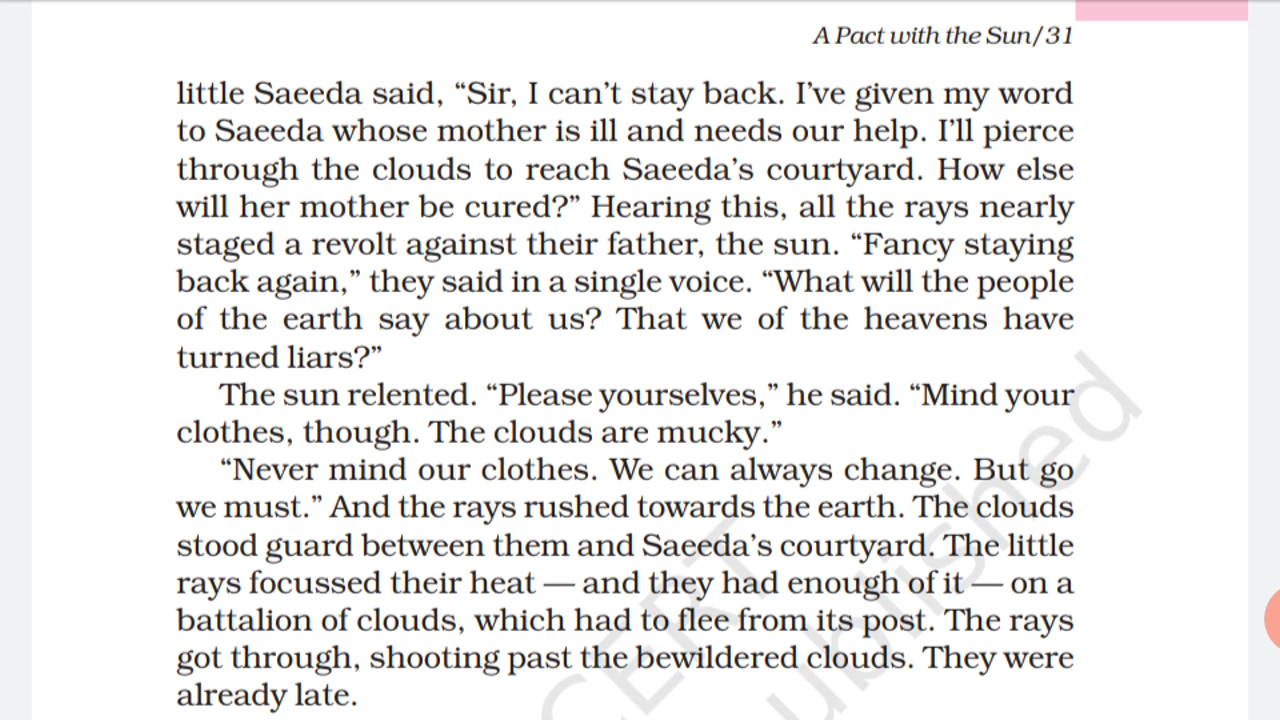 A Pact with the Sun/31
little Saeeda said, “Sir, I can’t stay back. I’ve given my word
to Saeeda whose mother is ill and needs our help. I’ll pierce
through the clouds to reach Saeeda’s courtyard. How else
will her mother be cured?” Hearing this, all the rays nearly
staged a revolt against their father, the sun. “Fancy staying
back again,” they said in a single voice. “What will the people
of the earth say about us? That we of the heavens have
turned liars?”
The sun relented. “Please yourselves,” he said. “Mind your
clothes, though. The clouds are mucky.”
“Never mind our clothes. We can always change. But go
we must.” And the rays rushed towards the earth. The clouds
stood guard between them and Saeeda’s courtyard. The little
rays focussed their heat — and they had enough of it — on a
battalion of clouds, which had to flee from its post. The rays
got through, shooting past the bewildered clouds. They were
already late.
CERT
ublished